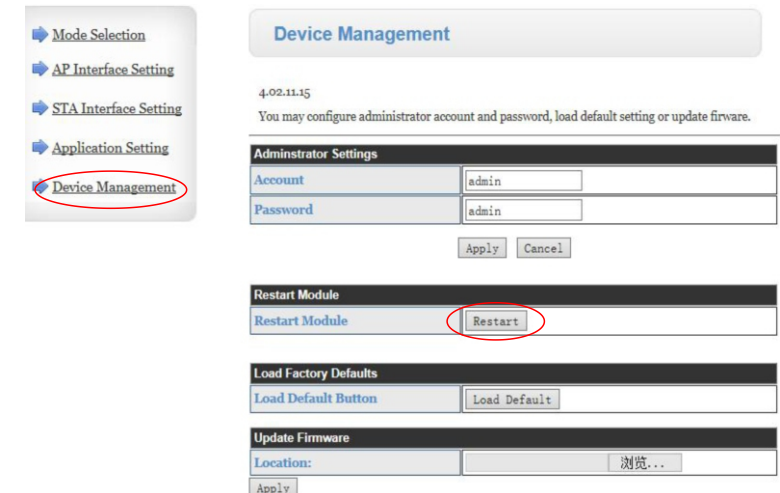 Mode Selection
AP Interface Setting
STA Interface Setting
Application Setting
Device Management
Device Management
4.02.11.15
You may configure administrator account and password, load default setting or update firware.
Adminstrator Settings
Account admin
Password admin
Apply Cancel
Restart Module
Restart Module Restart
Load Factory Defaults
Load Default Button Load Default
Update Firmware
Location: 浏览...
Apply